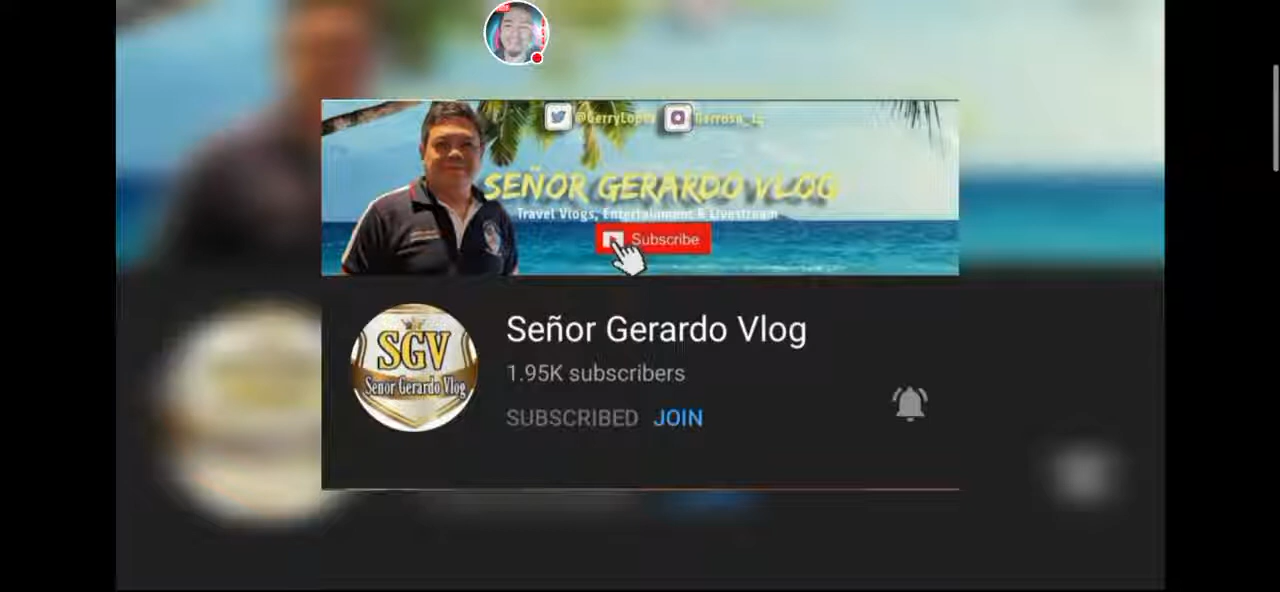 SEÑOR GERARDO VLOG
Travel Vlogs, Entertainment & Livestream
Subscribe
SGV
Señor Gerardo Vlog
Señor Gerardo Vlog
1.95K subscribers
SUBSCRIBED JOIN